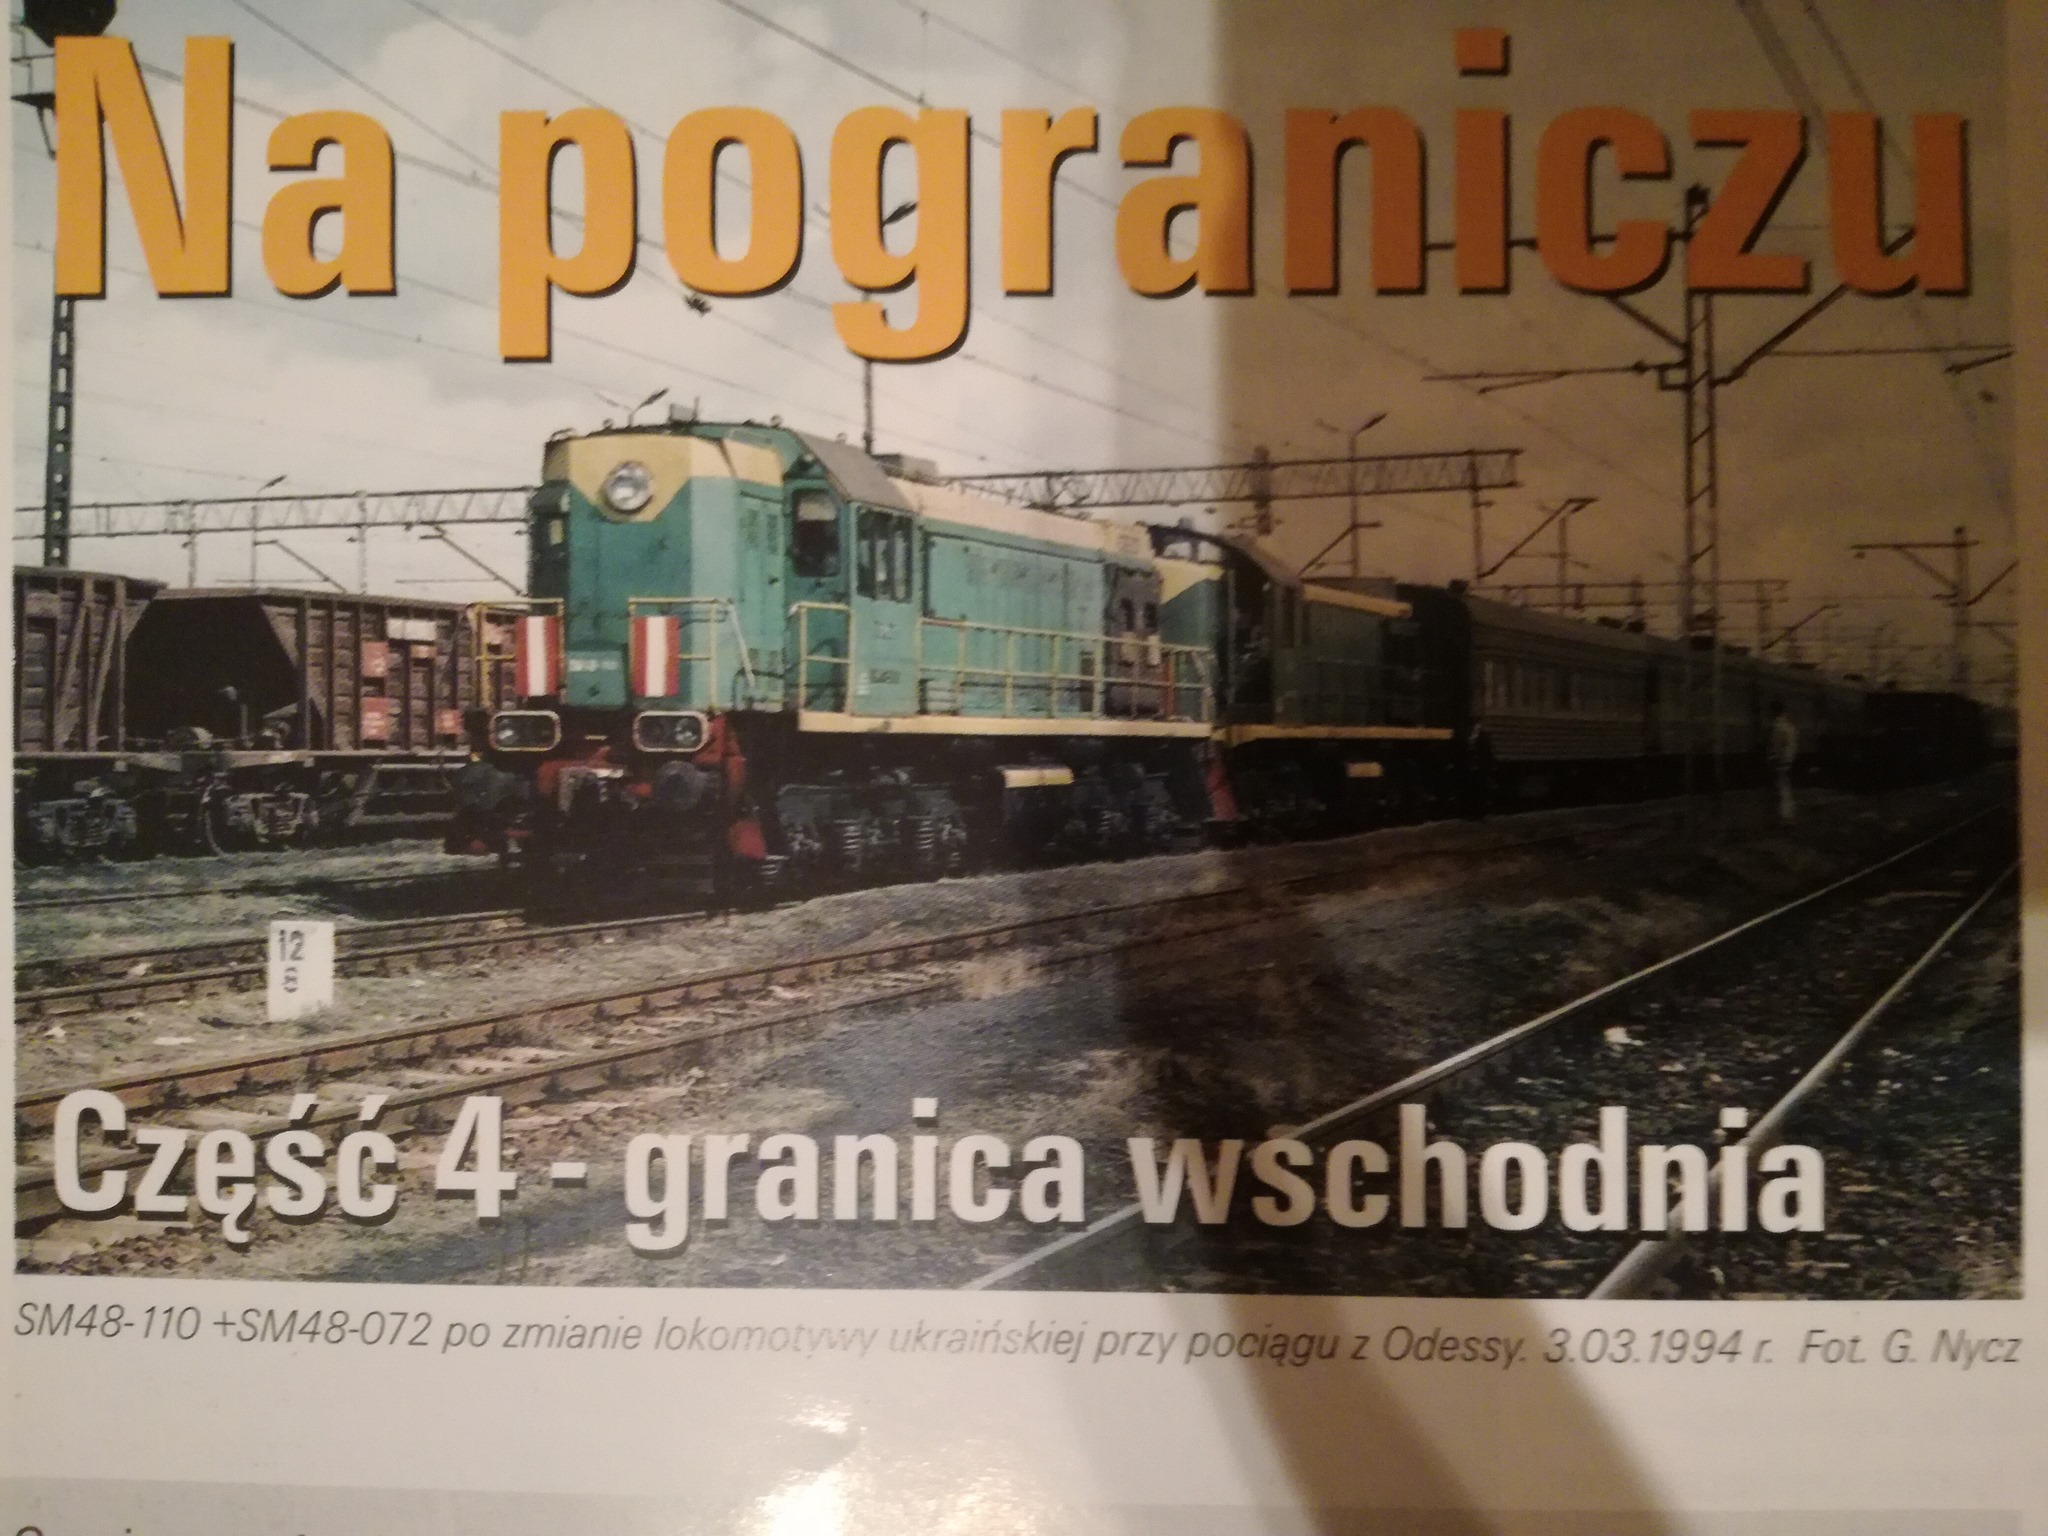 Na pograniczu
12
Część 4 - granica wschodnia
SM48-110 +SM48-072 po zmianie lokomotywy ukraińskiej przy pociągu z Odessy. 3.03.1994 r. Fot. G. Nycz